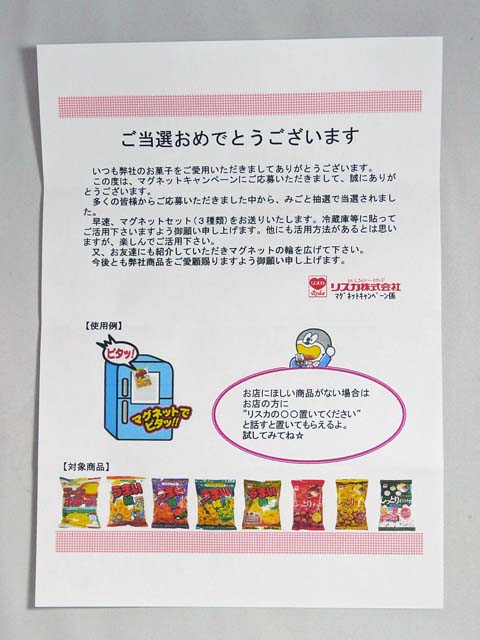 ご当選おめでとうございます
いつも弊社のお菓子をご愛用いただきましてありがとうございます。
この度は、マグネットキャンペーンにご応募いただきまして、誠にありが
とうございます。
多くの皆様からご応募いただきました中から、みごと抽選で当選されまし
た。
早速、マグネットセット(3種類)をお送りいたします。冷蔵庫等に貼って
ご活用下さいますよう御願い申し上げます。他にも活用方法があるとは思い
ますが、楽しんでご活用下さい。
又、お友達にも紹介していただきマグネットの輪を広げて下さい。
今後とも弊社商品をご愛顧賜りますよう御願い申し上げます。
リスカ株式会社
マグネットキャンペーン係
【使用例】
ピタッ!
マグネットで
ピタッ!!
お店にほしい商品がない場合は
お店の方に
"リスカの〇〇置いてください"
と話すと置いてもらえるよ。
試してみてね☆
【対象商品】